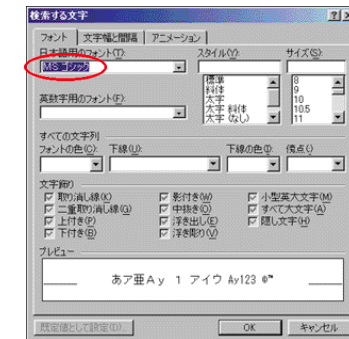 検索する文字
フォント 文字幅と間隔 アニメーション
日本語用のフォント(T): スタイル(Y): サイズ(S):
MS ゴシック
標準 8
斜体 9
太字 10
太字 斜体 10.5
太字 (なし) 11
英数字用のフォント(F):
すべての文字列
フォントの色(C): 下線(U): 下線の色(I): 傍点(:)
文字飾り
取り消し線(K) 影付き(W) 小型英大文字(M)
二重取り消し線(G) 中抜き(O) すべて大文字(A)
上付き(P) 浮き出し(E) 隠し文字(H)
下付き(B) 浮き彫り(V)
プレビュー
あア亜Ay 1 アイウ Ay123 @™
既定値として設定(D)... OK キャンセル